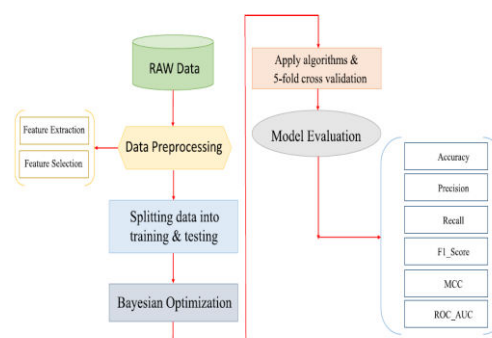 RAW Data
Feature Extraction
Feature Selection
Data Preprocessing
Splitting data into
training & testing
Bayesian Optimization
Apply algorithms &
5-fold cross validation
Model Evaluation
Accuracy
Precision
Recall
F1_Score
MCC
ROC_AUC